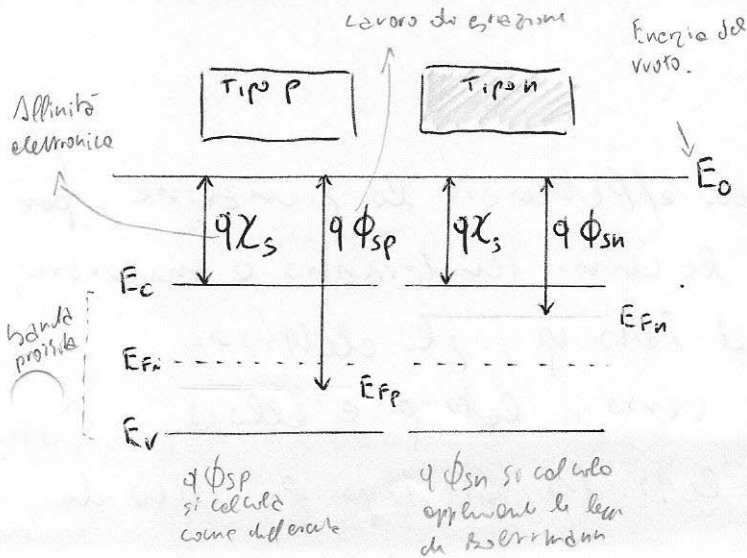 Lavoro di estrazione
Energia del
vuoto.
Affinità
elettronica
Tipo p
Tipo n
E₀
qχₛ
qϕsp
qχₛ
qϕsn
Ec
EFn
banda
proibita
EFi
EFp
Ev
qϕsp
si calcola
come differenza
qϕsn si calcola
applicando la legge
di Boltzmann